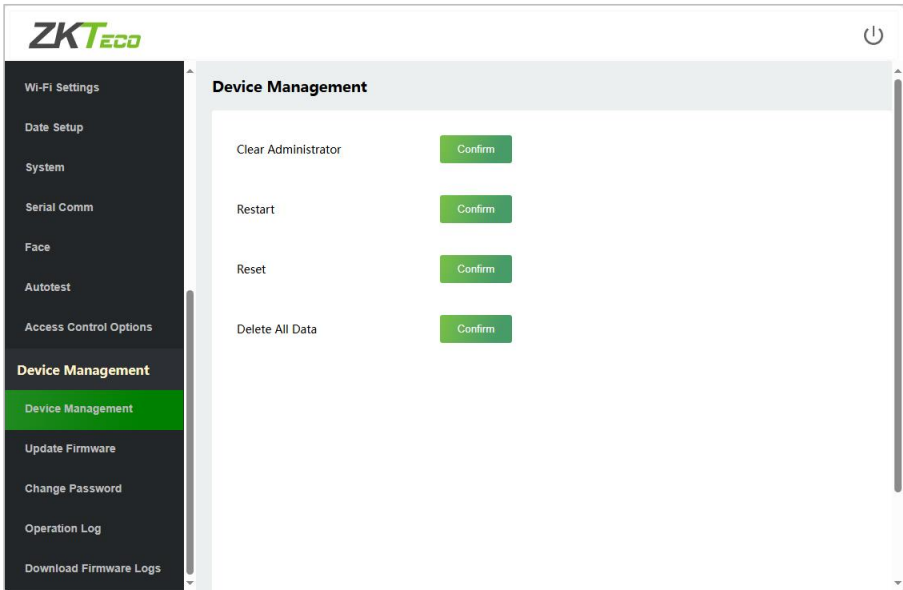 ZKTECO
Wi-Fi Settings
Date Setup
System
Serial Comm
Face
Autotest
Access Control Options
Device Management
Device Management
Update Firmware
Change Password
Operation Log
Download Firmware Logs
Device Management
Clear Administrator Confirm
Restart Confirm
Reset Confirm
Delete All Data Confirm